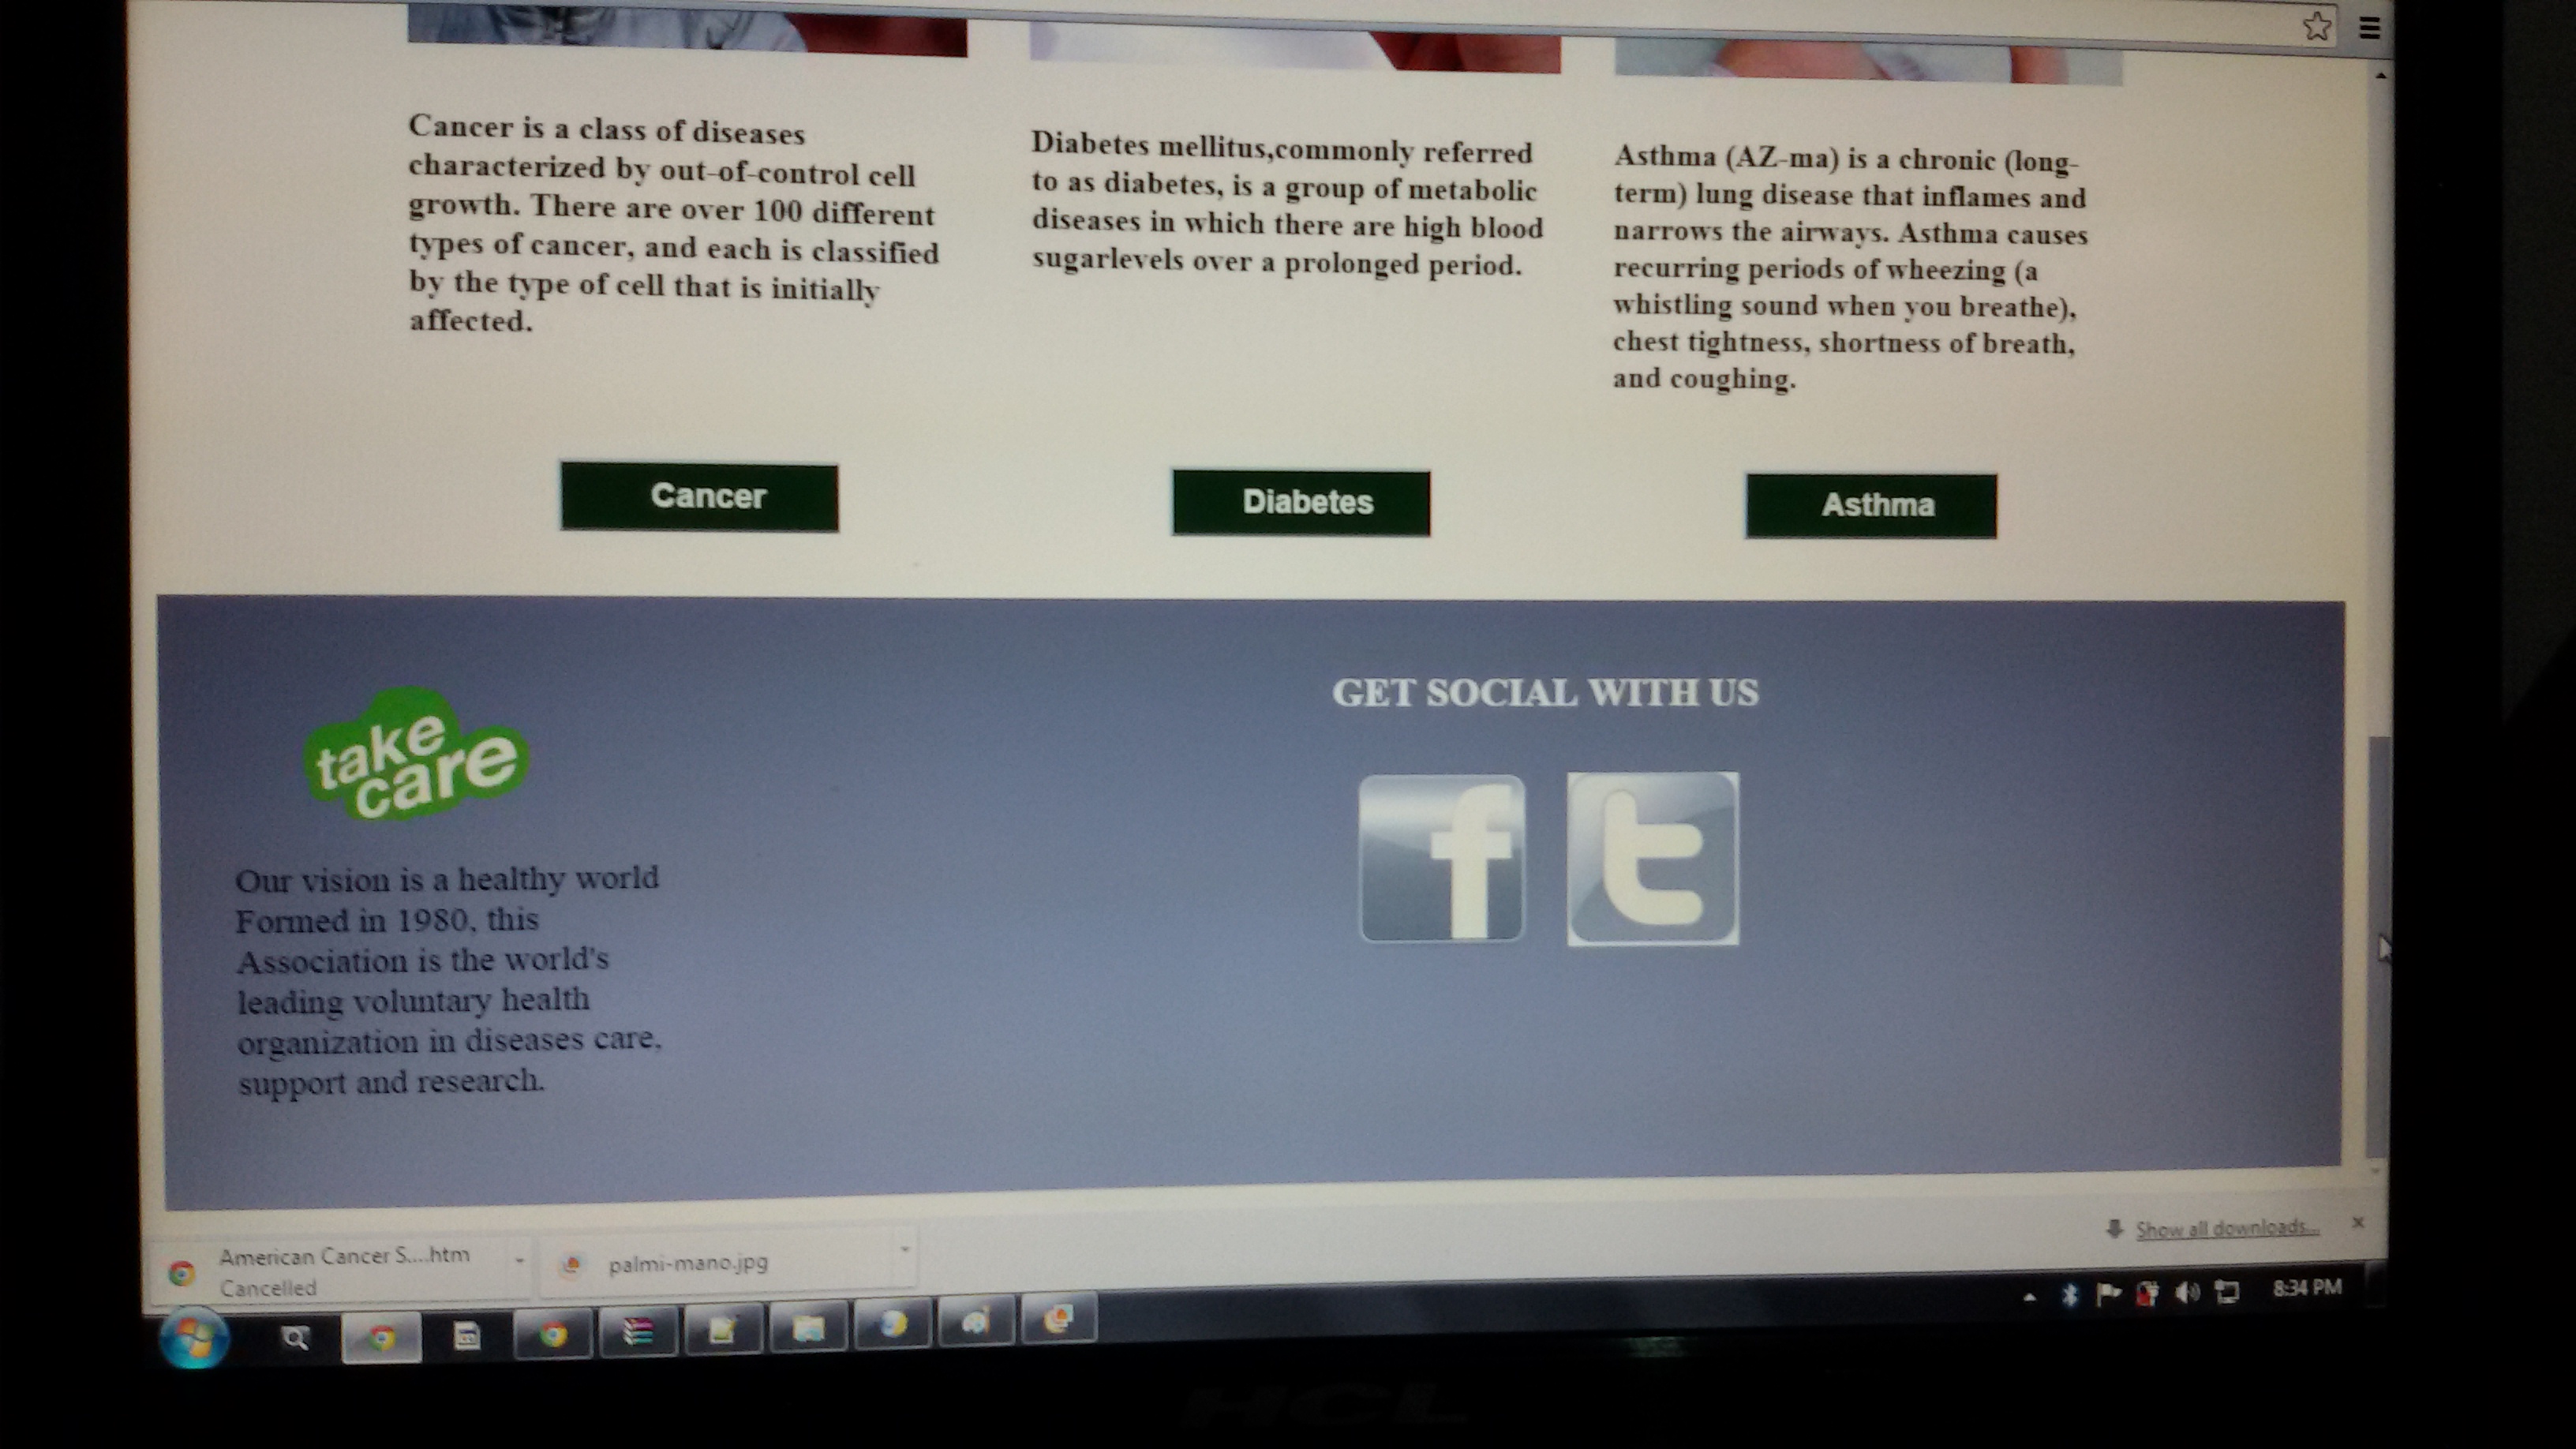 Cancer is a class of diseases
characterized by out-of-control cell
growth. There are over 100 different
types of cancer, and each is classified
by the type of cell that is initially
affected.
Diabetes mellitus,commonly referred
to as diabetes, is a group of metabolic
diseases in which there are high blood
sugarlevels over a prolonged period.
Asthma (AZ-ma) is a chronic (long-
term) lung disease that inflames and
narrows the airways. Asthma causes
recurring periods of wheezing (a
whistling sound when you breathe),
chest tightness, shortness of breath,
and coughing.
Cancer
Diabetes
Asthma
take
care
Our vision is a healthy world
Formed in 1980, this
Association is the world's
leading voluntary health
organization in diseases care,
support and research.
GET SOCIAL WITH US
f
t
American Cancer S....htm
Cancelled
palmi-mano.jpg
Show all downloads...
8:34 PM
HCL